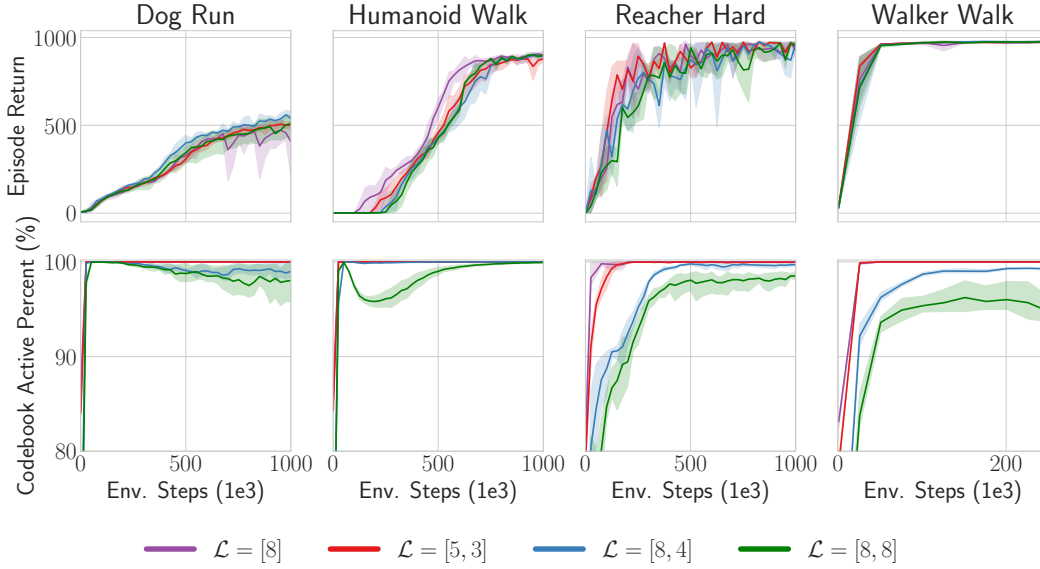 Dog Run
Humanoid Walk
Reacher Hard
Walker Walk
Episode Return
1000
500
0
Codebook Active Percent (%)
100
90
80
0 500 1000
0 500 1000
0 500 1000
0 200
Env. Steps (1e3)
Env. Steps (1e3)
Env. Steps (1e3)
Env. Steps (1e3)
ℒ = [8]
ℒ = [5, 3]
ℒ = [8, 4]
ℒ = [8, 8]